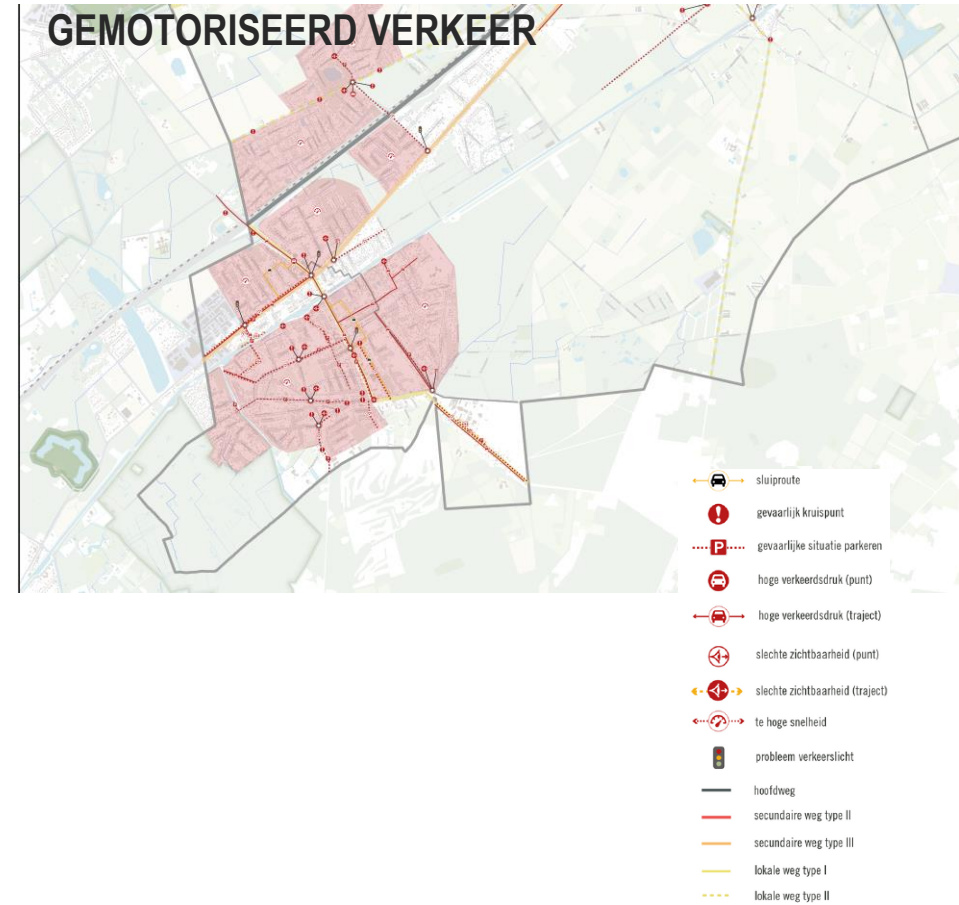 GEMOTORISEERD VERKEER
sluiproute
gevaarlijk kruispunt
P
gevaarlijke situatie parkeren
hoge verkeerdsdruk (punt)
hoge verkeerdsdruk (traject)
slechte zichtbaarheid (punt)
slechte zichtbaarheid (traject)
te hoge snelheid
probleem verkeerslicht
hoofdweg
secundaire weg type II
secundaire weg type III
lokale weg type I
lokale weg type II